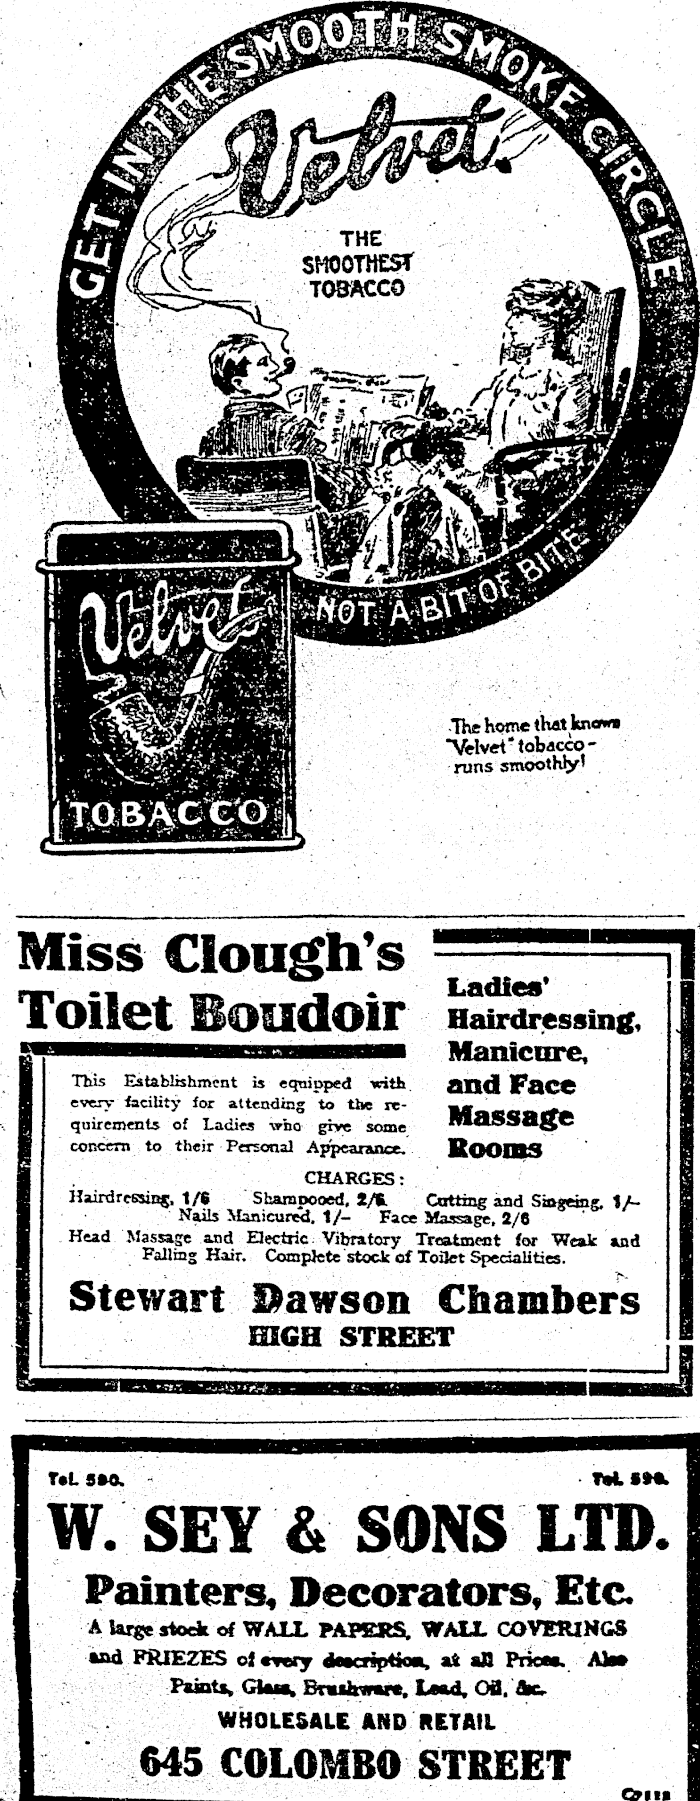 GET IN THE SMOOTH SMOKE CIRCLE
Velvet
THE
SMOOTHEST
TOBACCO
NOT A BIT OF BITE
Velvet
TOBACCO
The home that knows
"Velvet" tobacco-
runs smoothly!
Miss Clough's
Toilet Boudoir
Ladies'
Hairdressing,
Manicure,
and Face
Massage
Rooms
This Establishment is equipped with
every facility for attending to the re-
quirements of Ladies who give some
concern to their Personal Appearance.
CHARGES:
Hairdressing, 1/6 Shampooed, 2/6. Cutting and Singeing, 1/-
Nails Manicured, 1/- Face Massage, 2/6
Head Massage and Electric Vibratory Treatment for Weak and
Falling Hair. Complete stock of Toilet Specialities.
Stewart Dawson Chambers
HIGH STREET
Tel. 590. Tel. 590.
W. SEY & SONS LTD.
Painters, Decorators, Etc.
A large stock of WALL PAPERS, WALL COVERINGS
and FRIEZES of every description, at all Prices. Also
Paints, Glass, Brushware, Lead, Oil, &c.
WHOLESALE AND RETAIL
645 COLOMBO STREET